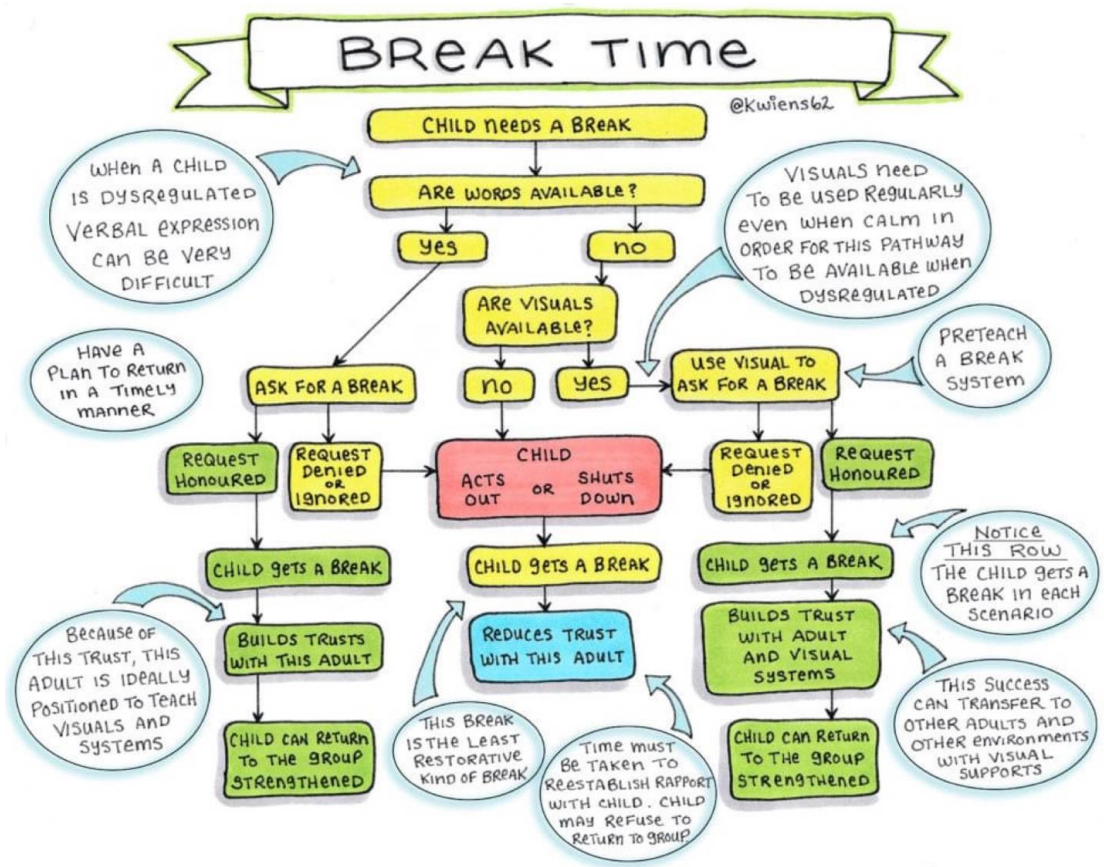 BReAK Time
@Kwiens62
CHILD neeDS A BReAK
WHen A CHILD
IS DYSReGULATeD
VeRBAL eXPReSSION
CAN Be VeRY
DIFFICULT
ARe WORDS AVAILABLe?
VISUALS neeD
TO Be USeD ReGULARLY
even WHen CALM IN
ORDeR FOR THIS PATHWAY
TO Be AVAILABLe WHen
DYSReGULATeD
yes
no
ARe VISUALS
AVAILABLe?
HAVe A
PLAn TO ReTURN
In A TImeLY
mAnneR
PReTeACH
A BReAK
SYSTem
ASK FOR A BReAK
no
yes
USe VISUAL TO
ASK FOR A BReAK
ReQUeST
HOnOUReD
ReQUeST
DenIeD
OR
IgnOReD
CHILD
ACTS
OUT
OR
SHUTS
DOWn
ReQUeST
DenIeD
OR
IgnOReD
ReQUeST
HOnOUReD
NOTICe
THIS ROW
THe CHILD geTS A
BReAK In eACH
SCenARIO
CHILD geTS A BReAK
CHILD geTS A BReAK
CHILD geTS A BReAK
BeCAUSe OF
THIS TRUST, THIS
ADULT IS IDeALLY
POSITIOneD TO TeACH
VISUALS AnD
SYSTemS
BUILDS TRUSTS
WITH THIS ADULT
ReDUCeS TRUST
WITH THIS ADULT
BUILDS TRUST
WITH ADULT
AnD VISUAL
SYSTemS
THIS SUCCeSS
CAn TRAnSFeR TO
OTHeR ADULTS AnD
OTHeR enVIROnmenTS
WITH VISUAL
SUPPORTS
CHILD CAn ReTURn
TO THe gROUP
STRengTHeneD
THIS BReAK
IS THe LeAST
ReSTORATIVe
KInD OF BReAK
TIme mUST
Be TAKen TO
ReeSTABLISH RAPPORT
WITH CHILD. CHILD
mAY ReFUSe TO
ReTURn TO gROUP.
CHILD CAn ReTURn
TO THe gROUP
STRengTHeneD